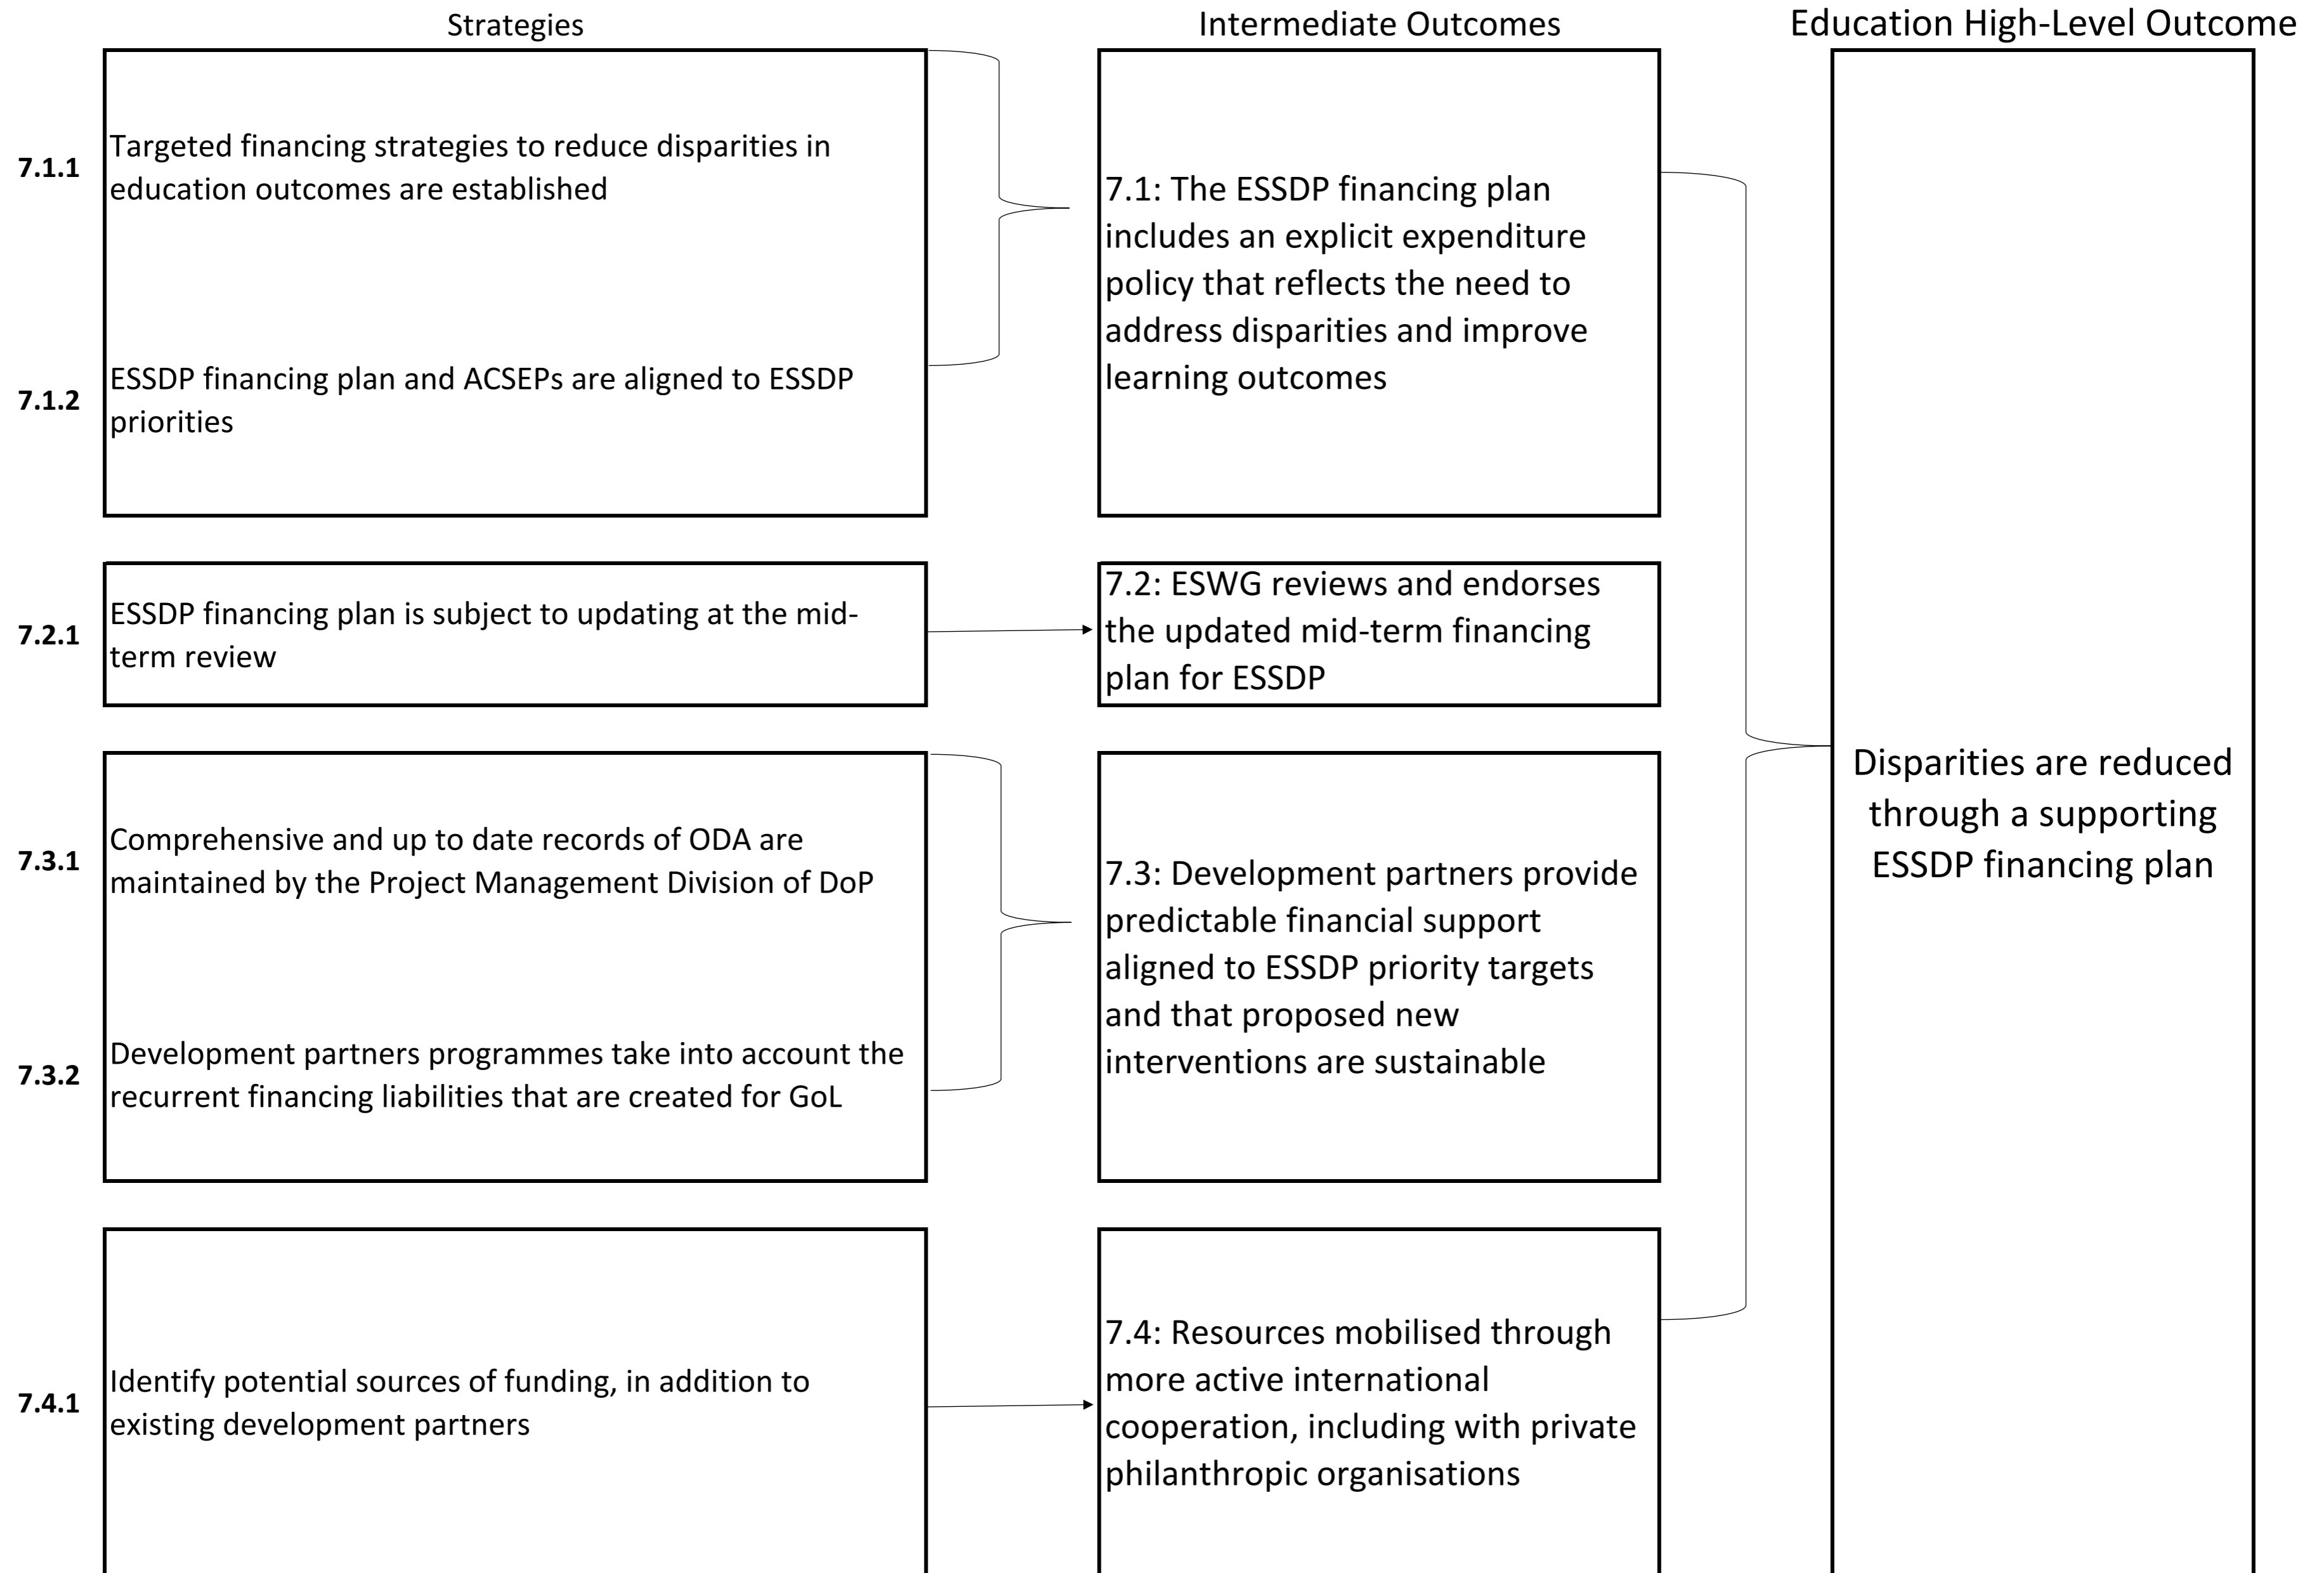 Strategies
Intermediate Outcomes
Education High-Level Outcome
7.1.1
Targeted financing strategies to reduce disparities in
education outcomes are established
7.1.2
ESSDP financing plan and ACSEPs are aligned to ESSDP
priorities
7.1: The ESSDP financing plan
includes an explicit expenditure
policy that reflects the need to
address disparities and improve
learning outcomes
7.2.1
ESSDP financing plan is subject to updating at the mid-
term review
7.2: ESWG reviews and endorses
the updated mid-term financing
plan for ESSDP
7.3.1
Comprehensive and up to date records of ODA are
maintained by the Project Management Division of DoP
7.3.2
Development partners programmes take into account the
recurrent financing liabilities that are created for GoL
7.3: Development partners provide
predictable financial support
aligned to ESSDP priority targets
and that proposed new
interventions are sustainable
7.4.1
Identify potential sources of funding, in addition to
existing development partners
7.4: Resources mobilised through
more active international
cooperation, including with private
philanthropic organisations
Disparities are reduced
through a supporting
ESSDP financing plan